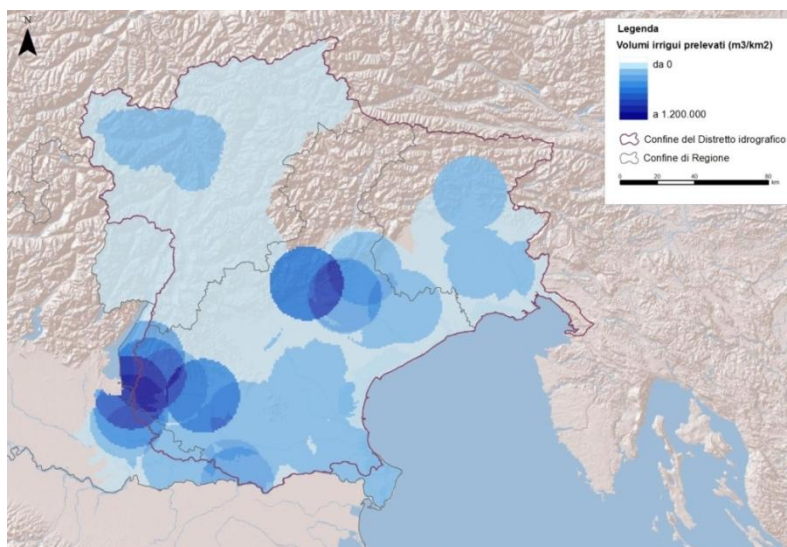 N
Legenda
Volumi irrigui prelevati (m3/km2)
da 0
a 1.200.000
Confine del Distretto idrografico
Confine di Regione
0 20 40 60 80
km